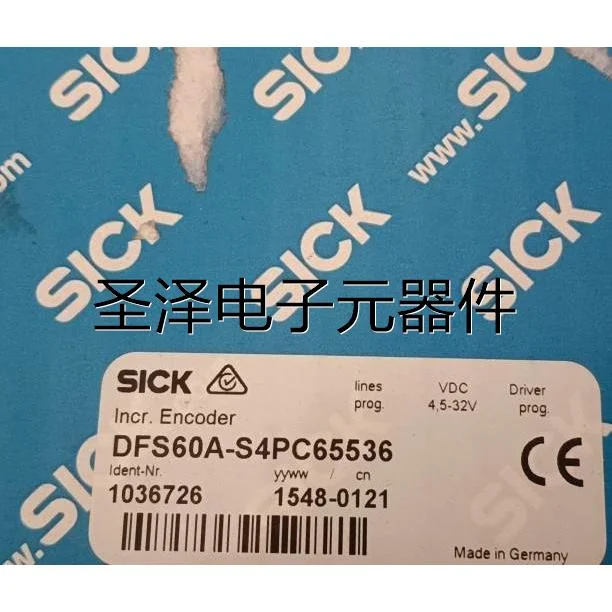 SICK
SICK
SICK
www.s
om
SICK
SICK
SICK
圣泽电子元器件
SICK
lines
prog.
VDC
4,5-32V
Driver
prog.
Incr. Encoder
DFS60A-S4PC65536
Ident-Nr.
yyww / cn
1036726
1548-0121
CE
Made in Germany